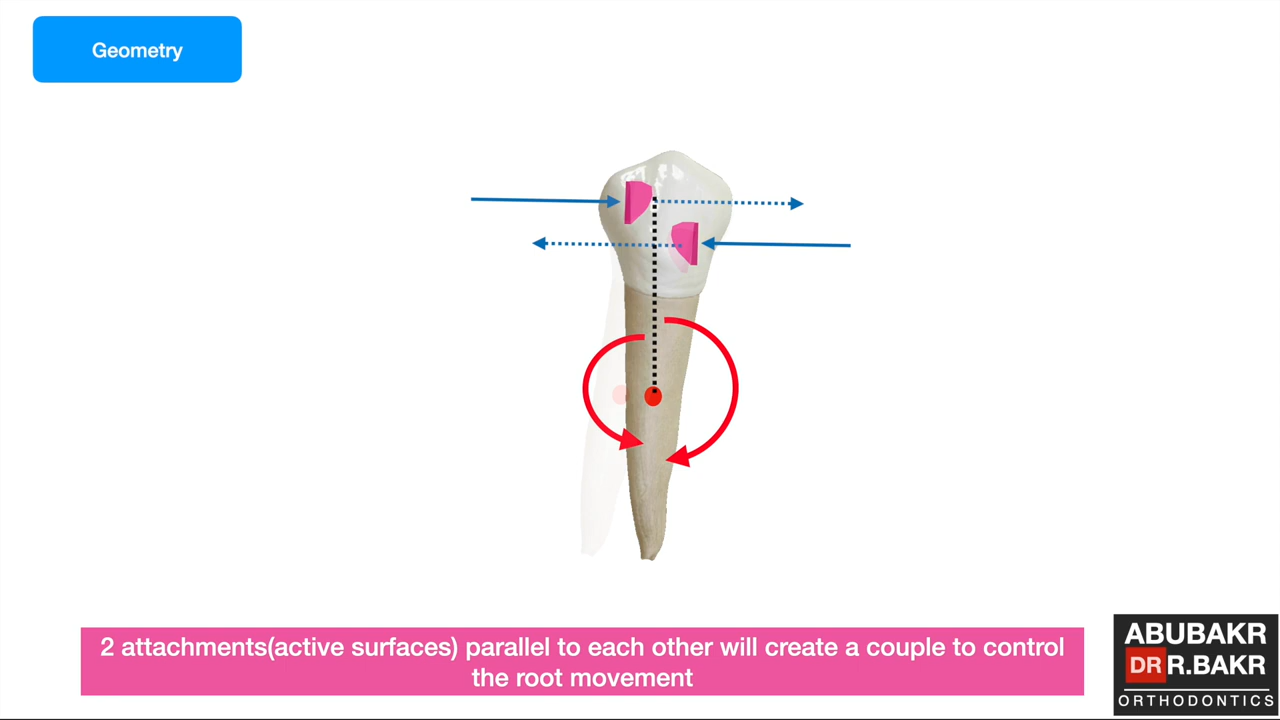 Geometry
2 attachments(active surfaces) parallel to each other will create a couple to control
the root movement
ABUBAKR
DR R.BAKR
ORTHODONTICS